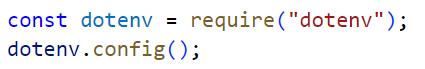 const dotenv = require("dotenv");
dotenv.config();